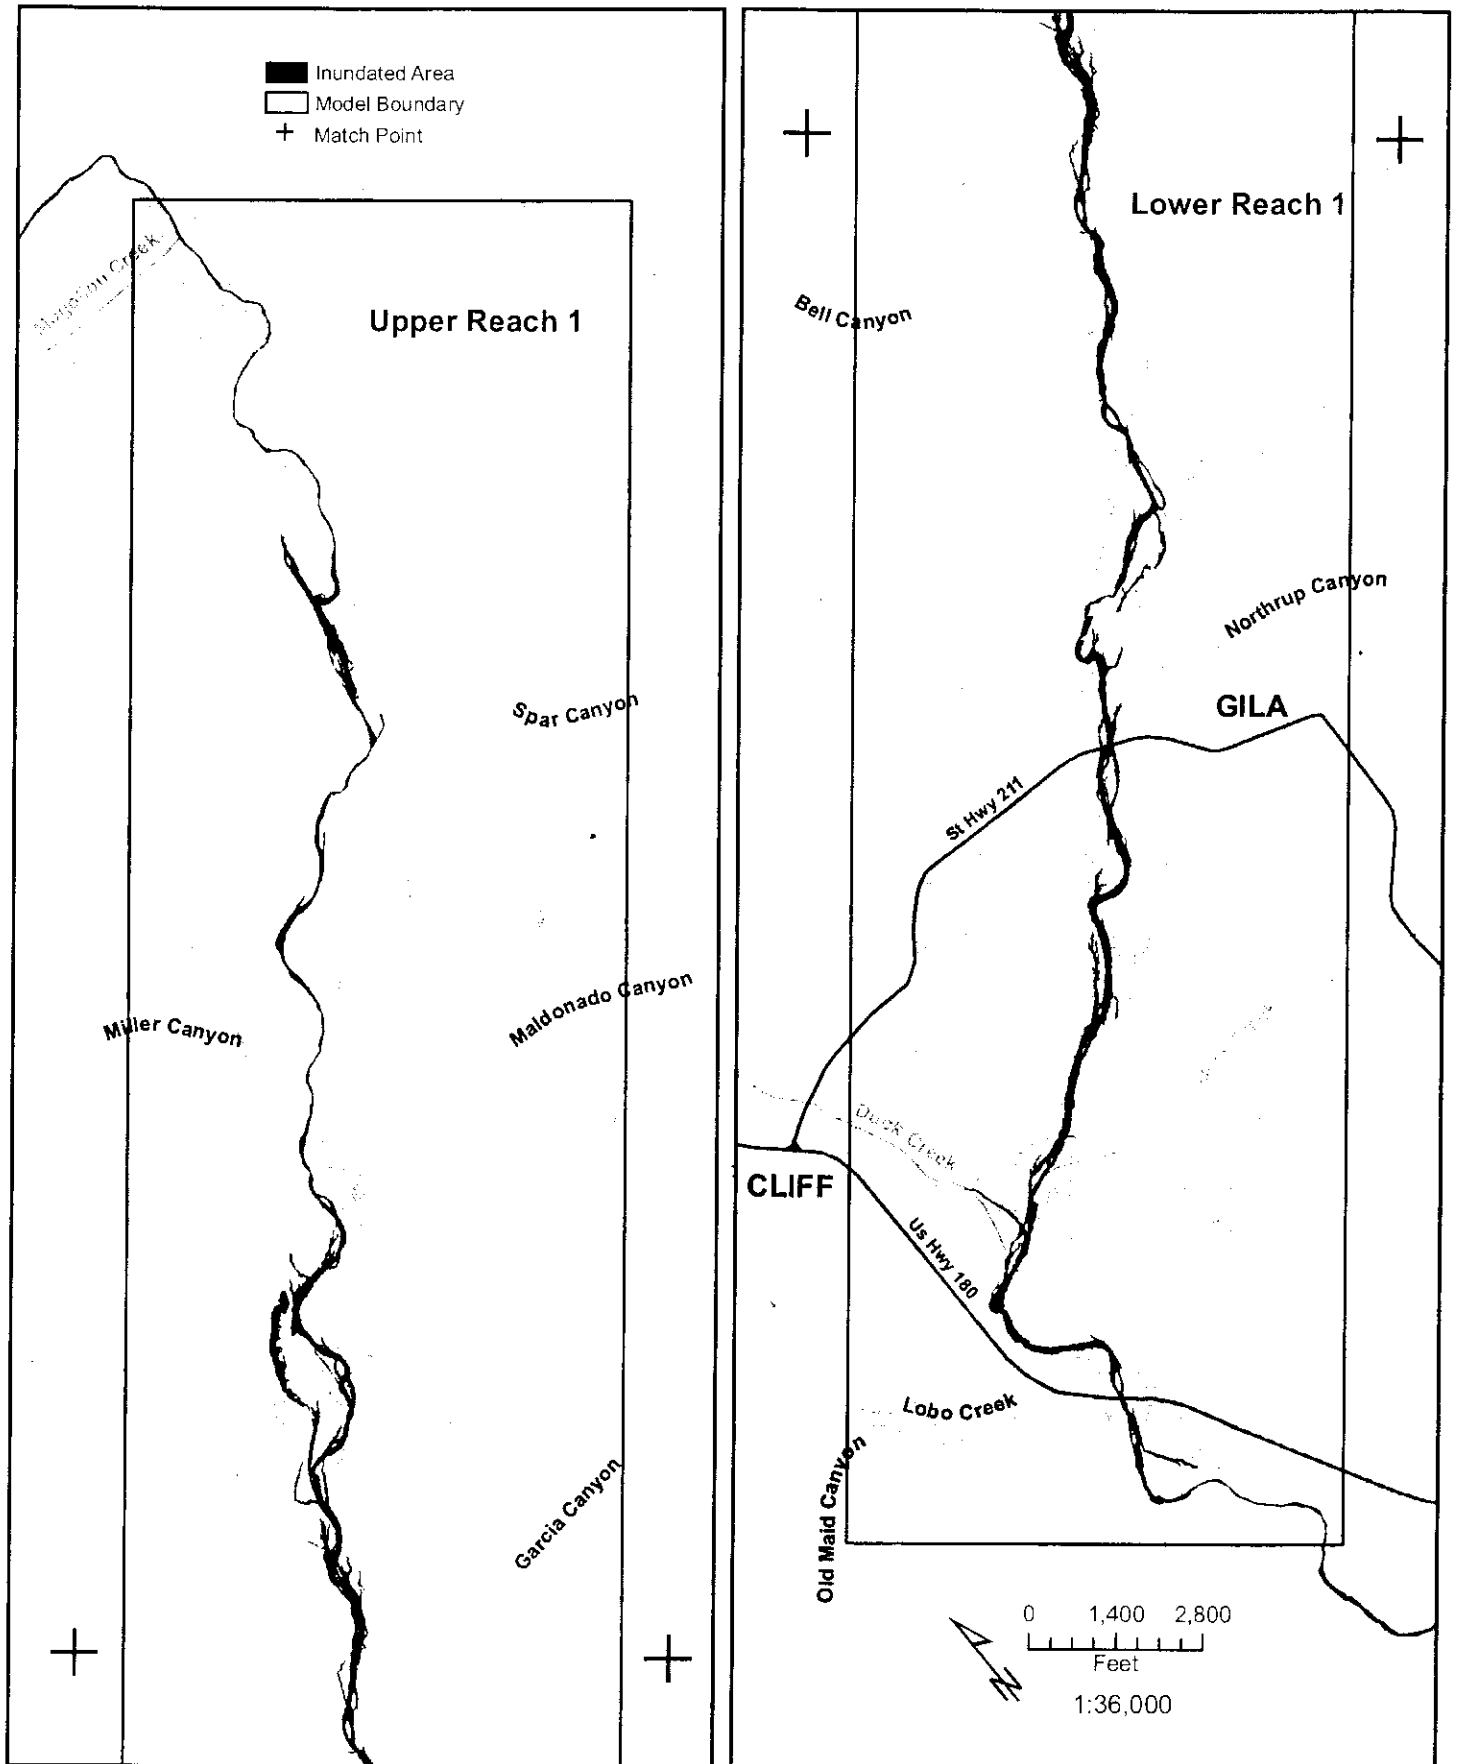 Inundated Area
Model Boundary
Match Point
Mogollon Creek
Upper Reach 1
Spar Canyon
Miller Canyon
Maldonado Canyon
Garcia Canyon
Lower Reach 1
Bell Canyon
Northrup Canyon
GILA
St Hwy 211
Duck Creek
CLIFF
Us Hwy 180
Lobo Creek
Old Maid Canyon
N
0 1,400 2,800
Feet
1:36,000